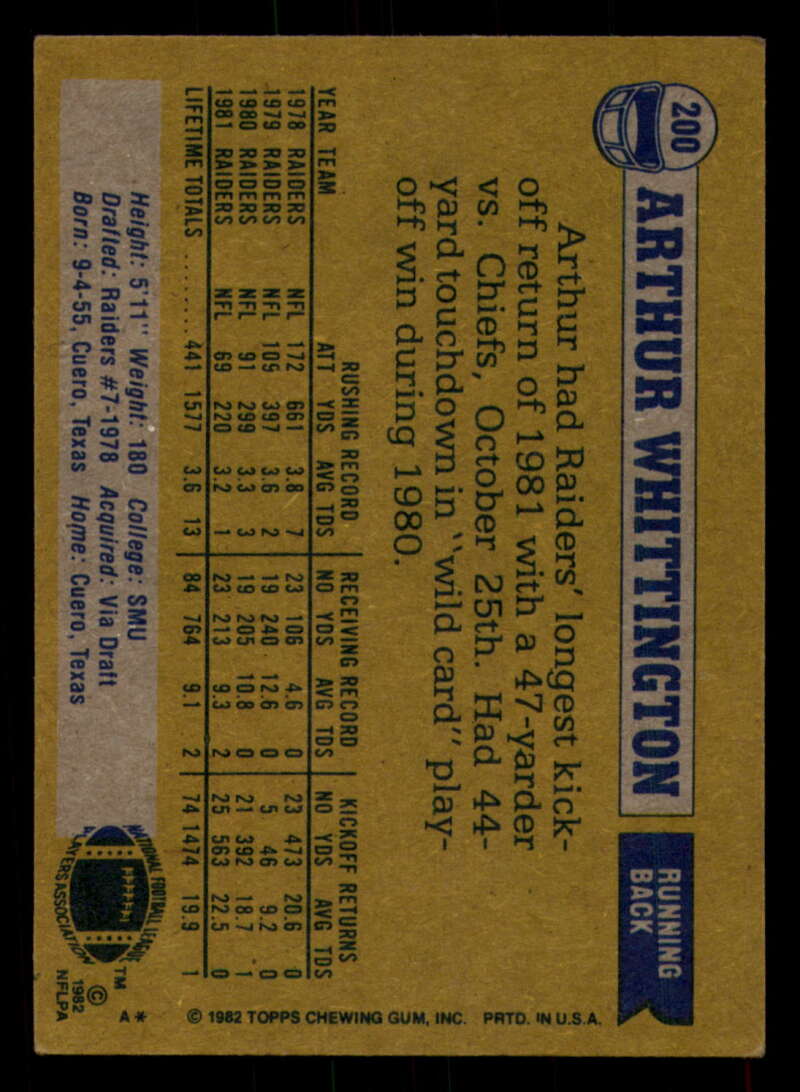 200
ARTHUR WHITTINGTON
RUNNING
BACK
Arthur had Raiders' longest kick-
off return of 1981 with a 47-yarder
vs. Chiefs, October 25th. Had 44-
yard touchdown in "wild card" play-
off win during 1980.
RUSHING RECORD RECEIVING RECORD KICKOFF RETURNS
YEAR TEAM ATT YDS AVG TDS NO YDS AVG TDS NO YDS AVG TDS
1978 RAIDERS NFL 172 661 3.8 7 23 106 4.6 0 23 473 20.6 0
1979 RAIDERS NFL 109 397 3.6 2 19 240 12.6 0 5 46 9.2 0
1980 RAIDERS NFL 91 299 3.3 3 19 205 10.8 0 21 392 18.7 1
1981 RAIDERS NFL 69 220 3.2 1 23 213 9.3 2 25 563 22.5 0
LIFETIME TOTALS ........ 441 1577 3.6 13 84 764 9.1 2 74 1474 19.9 1
Height: 5'11" Weight: 180 College: SMU
Drafted: Raiders #7-1978 Acquired: Via Draft
Born: 9-4-55, Cuero, Texas Home: Cuero, Texas
NATIONAL FOOTBALL LEAGUE
PLAYERS ASSOCIATION
TM
© 1982
NFLPA
A*
© 1982 TOPPS CHEWING GUM, INC. PRTD. IN U.S.A.